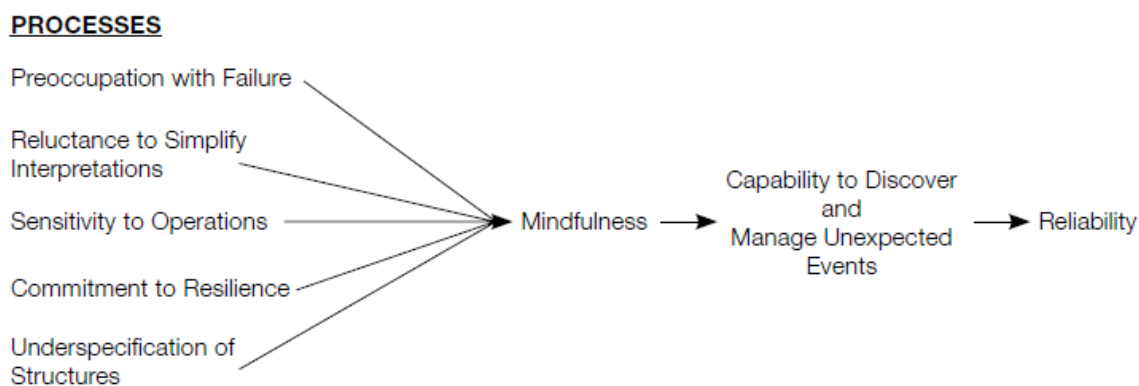 PROCESSES
Preoccupation with Failure
Reluctance to Simplify
Interpretations
Sensitivity to Operations
Commitment to Resilience
Underspecification of
Structures
Mindfulness
Capability to Discover
and
Manage Unexpected
Events
Reliability